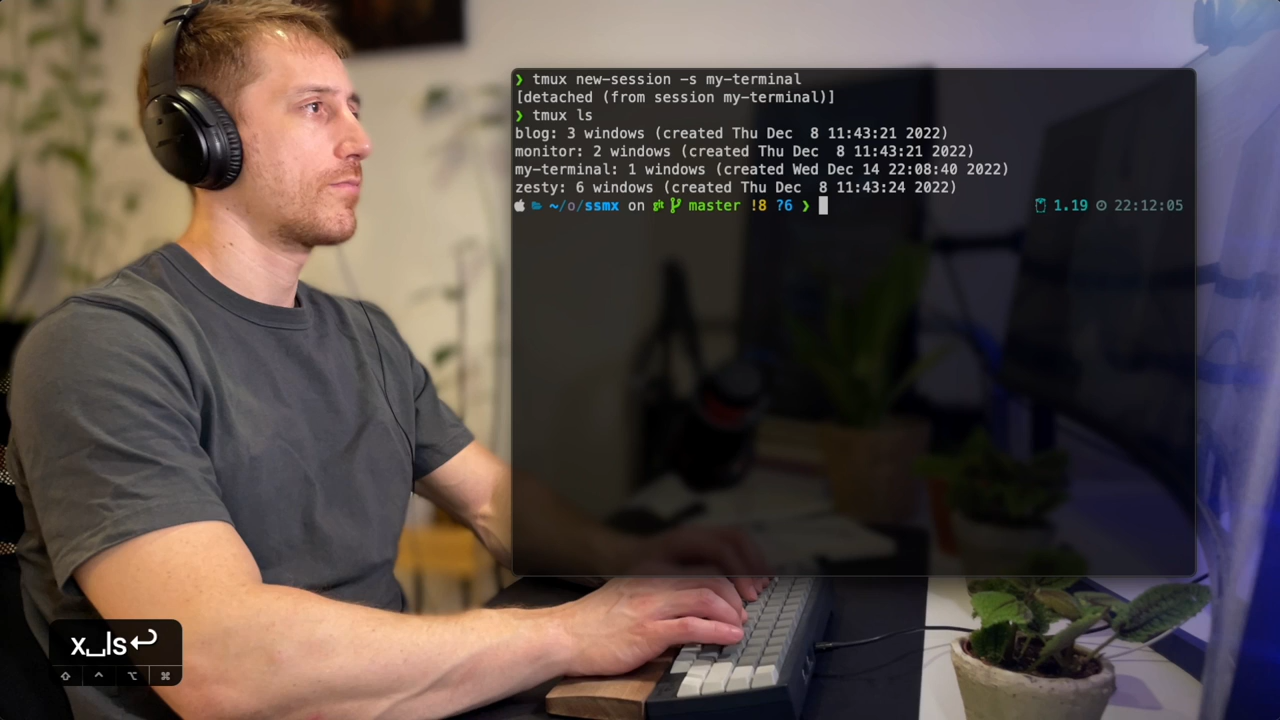 ❯ tmux new-session -s my-terminal
[detached (from session my-terminal)]
❯ tmux ls
blog: 3 windows (created Thu Dec  8 11:43:21 2022)
monitor: 2 windows (created Thu Dec  8 11:43:21 2022)
my-terminal: 1 windows (created Wed Dec 14 22:08:40 2022)
zesty: 6 windows (created Thu Dec  8 11:43:24 2022)
~/o/ssmx on master !8 ?6 ❯ 1.19 22:12:05
x␣ls↩
⇧ ⌃ ⌥ ⌘